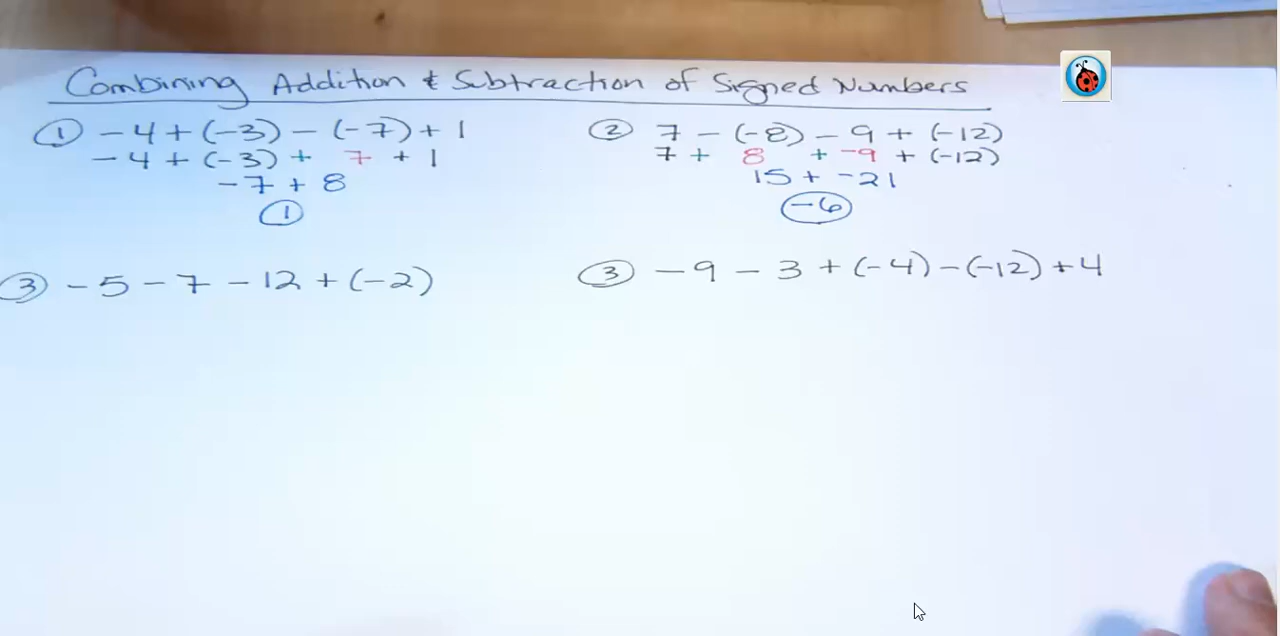 Combining Addition & Subtraction of Signed Numbers
① -4 + (-3) - (-7) + 1
-4 + (-3) + 7 + 1
-7 + 8
1
② 7 - (-8) - 9 + (-12)
7 + 8 + -9 + (-12)
15 + -21
-6
③ -5 - 7 - 12 + (-2)
③ -9 - 3 + (-4) - (-12) + 4